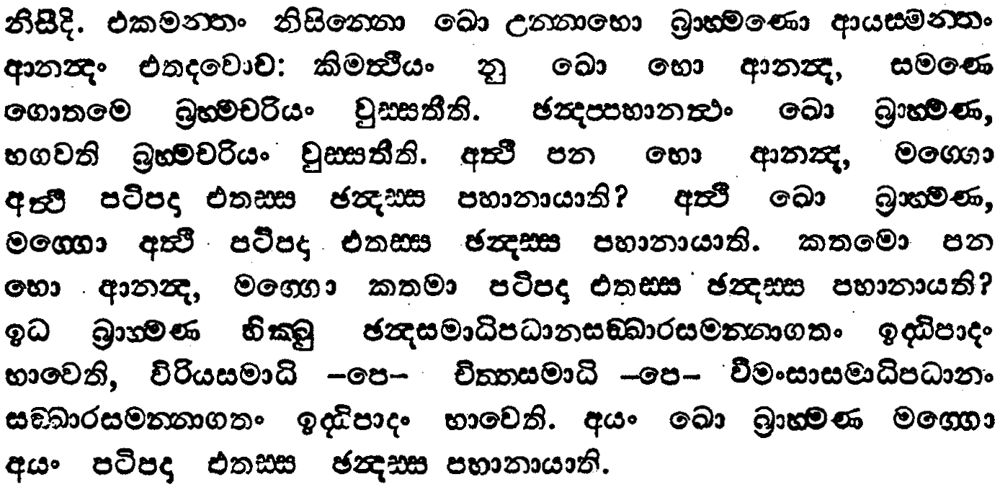 නිසීදි. එකමන්තං නිසින්නො ඛො උන්නාභො බ්‍රාහ්මණො ආයස්මන්තං
ආනන්දං එතදවොච: කිමත්ථියං නු ඛො භො ආනන්ද, සමණෙ
ගොතමෙ බ්‍රහ්මචරියං වුස්සතීති. ඡන්දප්පහානත්ථං ඛො බ්‍රාහ්මණ,
භගවති බ්‍රහ්මචරියං වුස්සතීති. අත්ථි පන භො ආනන්ද, මග්ගො
අත්ථි පටිපදා එතස්ස ඡන්දස්ස පහානායාති? අත්ථි ඛො බ්‍රාහ්මණ,
මග්ගො අත්ථි පටිපදා එතස්ස ඡන්දස්ස පහානායාති. කතමො පන
භො ආනන්ද, මග්ගො කතමා පටිපදා එතස්ස ඡන්දස්ස පහානායති?
ඉධ බ්‍රාහ්මණ භික්ඛු ඡන්දසමාධිපධානසඞ්ඛාරසමන්නාගතං ඉද්ධිපාදං
භාවෙති, විරියසමාධි –පෙ– චිත්තසමාධි –පෙ– වීමංසාසමාධිපධානං
සඞ්ඛාරසමන්නාගතං ඉද්ධිපාදං භාවෙති. අයං ඛො බ්‍රාහ්මණ මග්ගො
අයං පටිපදා එතස්ස ඡන්දස්ස පහානායාති.